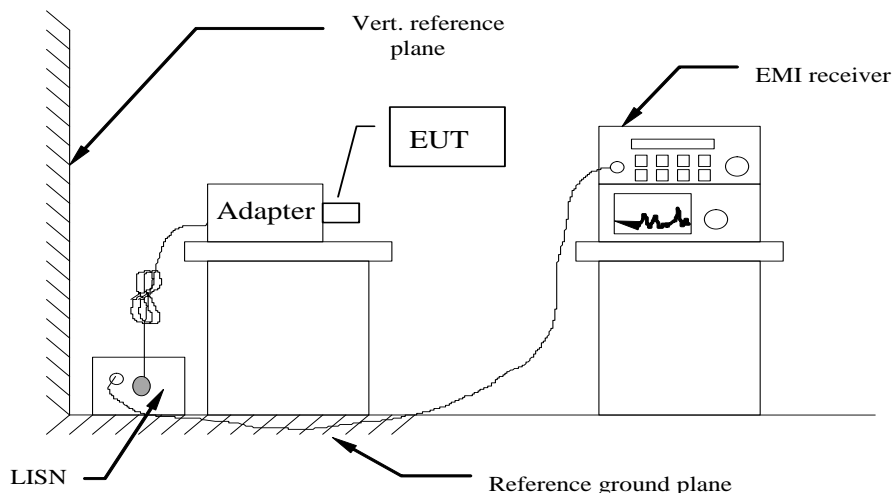 Vert. reference
plane
EMI receiver
EUT
Adapter
LISN
Reference ground plane